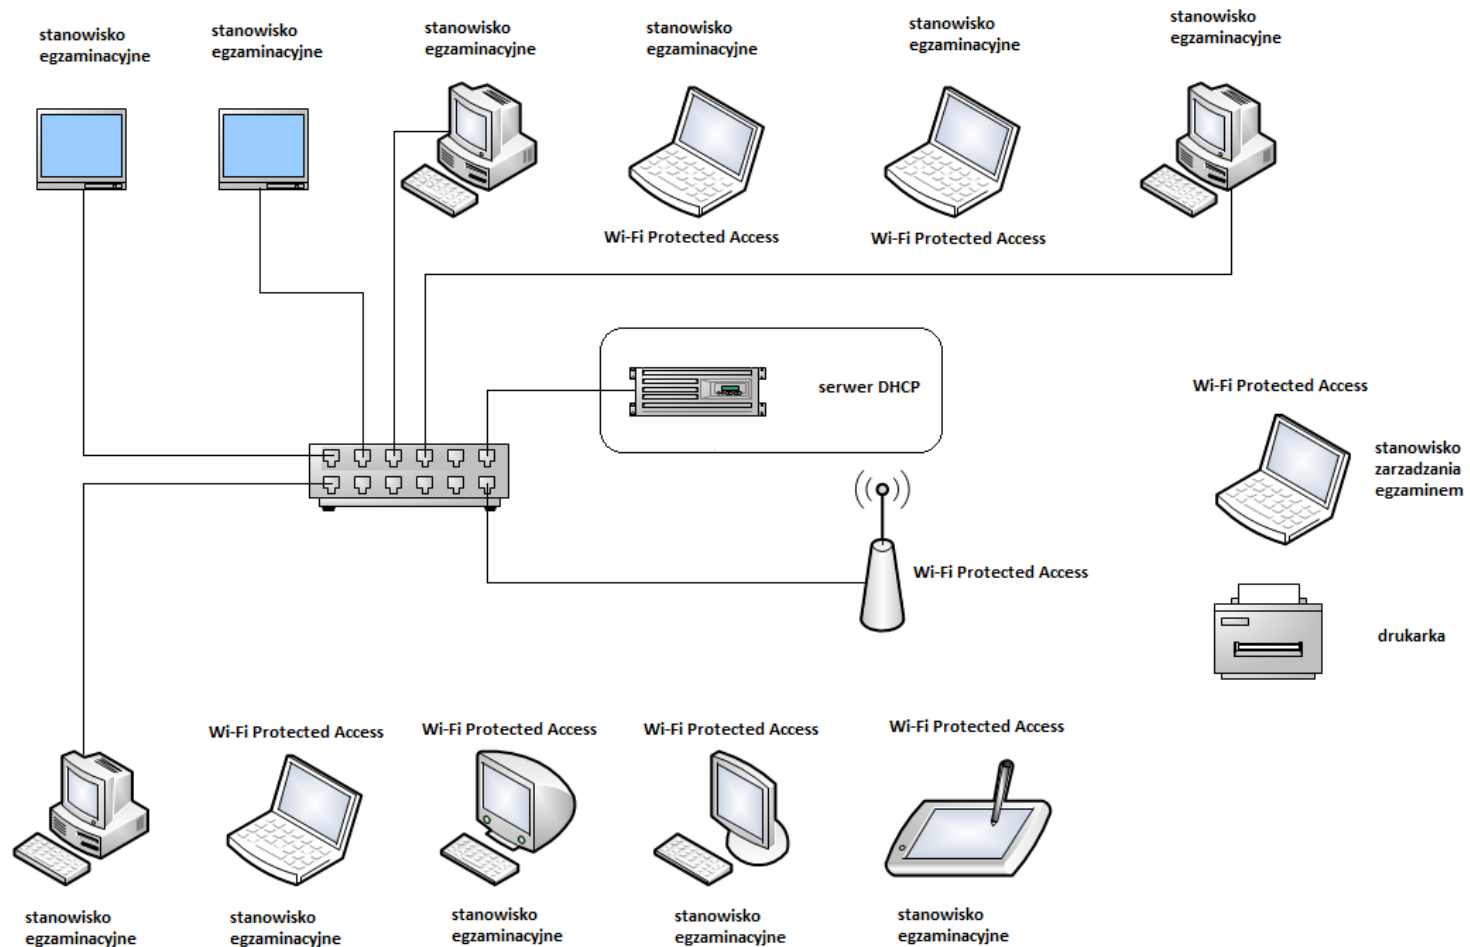 stanowisko
egzaminacyjne
stanowisko
egzaminacyjne
stanowisko
egzaminacyjne
stanowisko
egzaminacyjne
stanowisko
egzaminacyjne
stanowisko
egzaminacyjne
Wi-Fi Protected Access
Wi-Fi Protected Access
serwer DHCP
Wi-Fi Protected Access
stanowisko
zarzadzania
egzaminem
Wi-Fi Protected Access
drukarka
Wi-Fi Protected Access
Wi-Fi Protected Access
Wi-Fi Protected Access
Wi-Fi Protected Access
stanowisko
egzaminacyjne
stanowisko
egzaminacyjne
stanowisko
egzaminacyjne
stanowisko
egzaminacyjne
stanowisko
egzaminacyjne